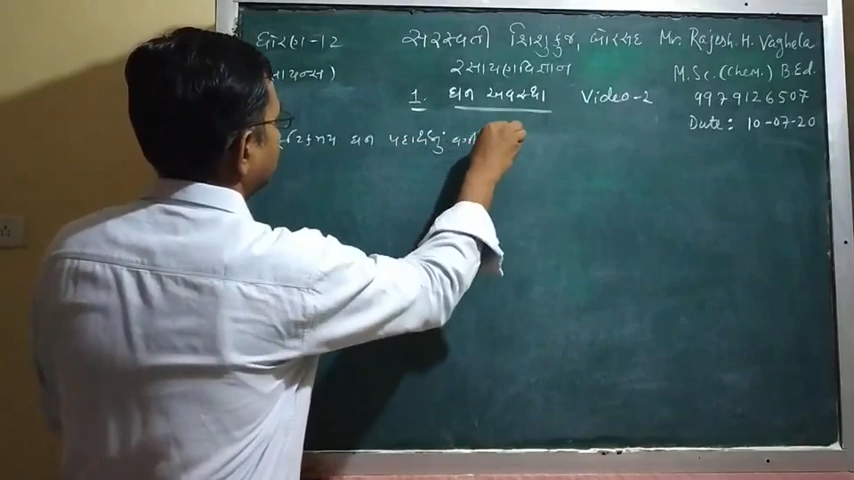 ધોરણ-12 સરસ્વતી શિશુકુંજ, બોરસદ Mr. Rajesh. H. Vaghela
સાયન્સ) રસાયણવિજ્ઞાન M.Sc. (Chem.) B.Ed.
1. ઘન અવસ્થા Video-2 9979126507
Date: 10-07-20
સ્ફટિકમય ઘન પદાર્થોનું